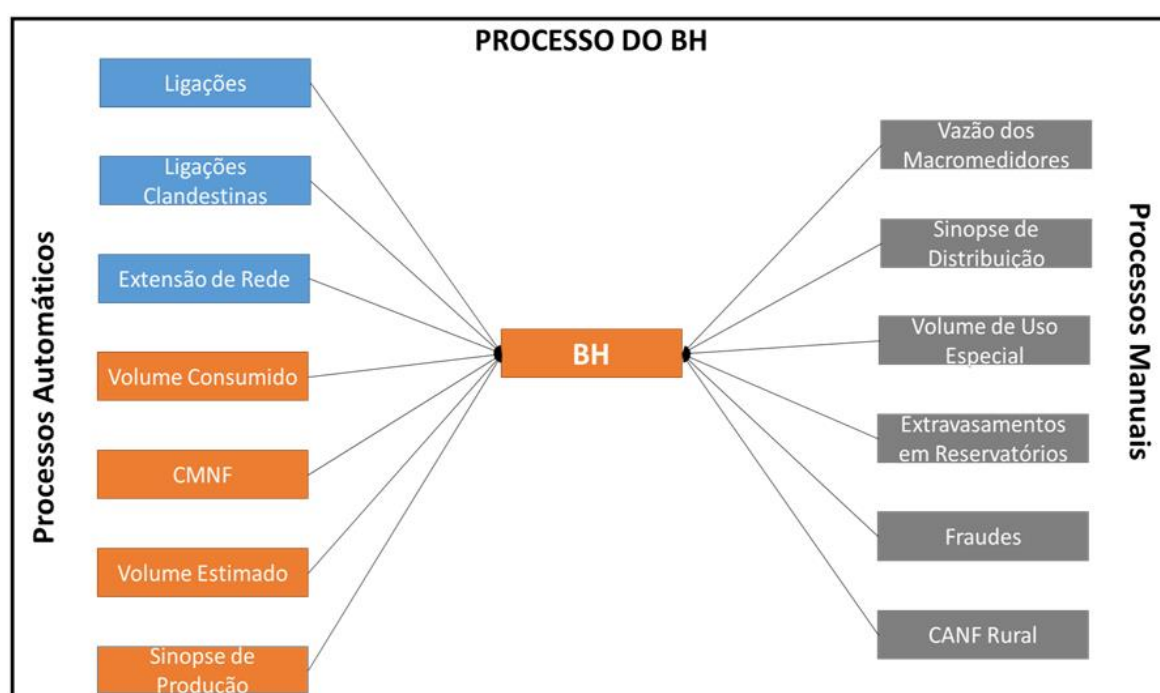 PROCESSO DO BH
Processos Automáticos
Ligações
Ligações
Clandestinas
Extensão de Rede
Volume Consumido
CMNF
Volume Estimado
Sinopse de
Produção
BH
Vazão dos
Macromedidores
Sinopse de
Distribuição
Volume de Uso
Especial
Extravasamentos
em Reservatórios
Fraudes
CANF Rural
Processos Manuais